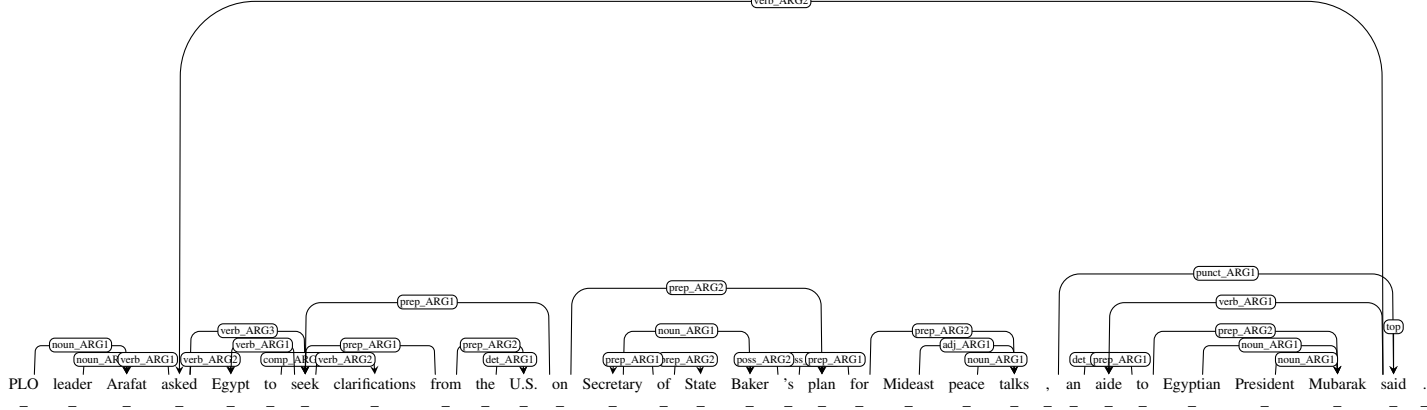 verb_ARG2
punct_ARG1
prep_ARG2
prep_ARG1 verb_ARG1
top
verb_ARG3 noun_ARG1 prep_ARG2 prep_ARG2
noun_ARG1 verb_ARG1 prep_ARG1 prep_ARG2 adj_ARG1 noun_ARG1
verb_ARG1 verb_ARG2 verb_ARG2 det_ARG1 prep_ARG1 poss_ARG2 prep_ARG1 noun_ARG1 prep_ARG1 noun_ARG1
PLO leader Arafat asked Egypt to seek clarifications from the U.S. on Secretary of State Baker 's plan for Mideast peace talks , an aide to Egyptian President Mubarak said .